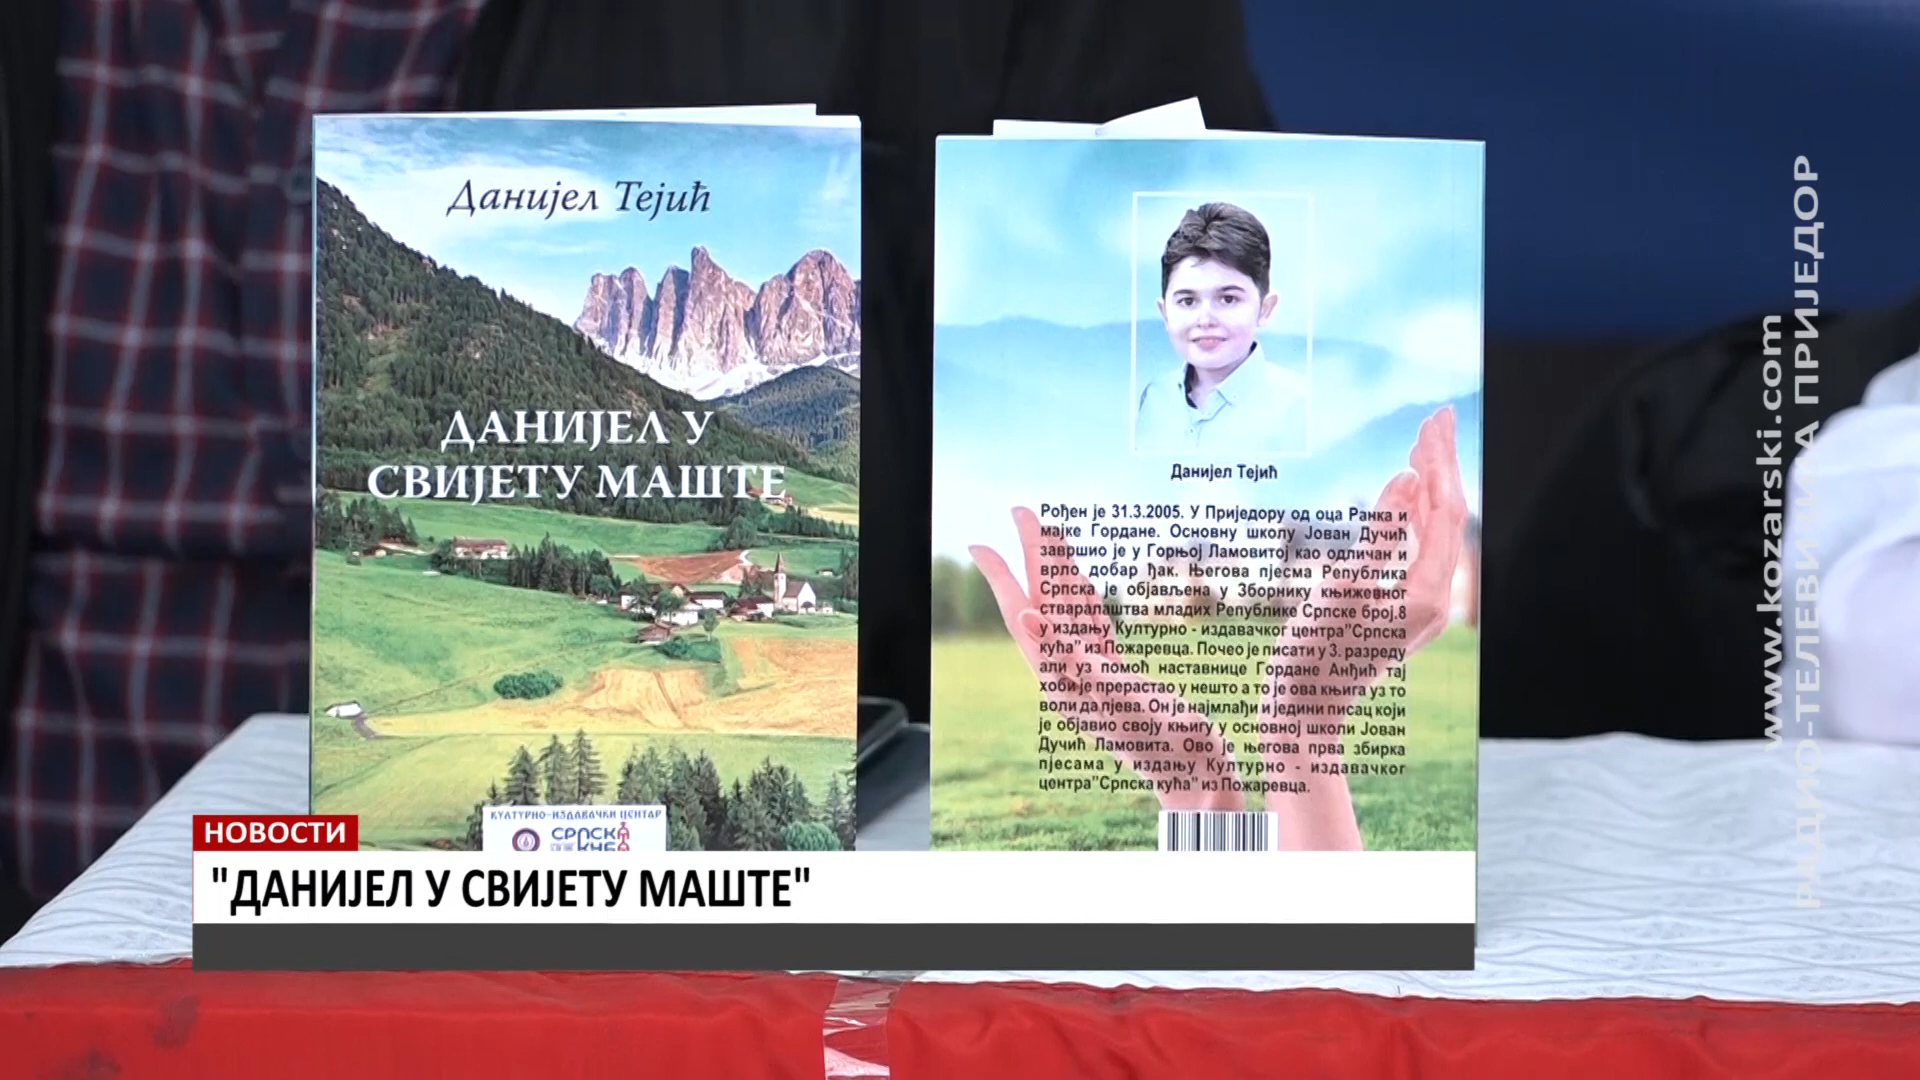 Данијел Тејић
ДАНИЈЕЛ У
СВИЈЕТУ МАШТЕ
КУЛТУРНО-ИЗДАВАЧКИ ЦЕНТАР
СРПСКА
КУЋА
Данијел Тејић
Рођен је 31.3.2005. У Приједору од оца Ранка и
мајке Гордане. Основну школу Јован Дучић
завршио је у Горњој Ламовитој као одличан и
врло добар ђак. Његова пјесма Република
Српска је објављена у Зборнику књижевног
стваралаштва младих Републике Српске број.8
у издању Културно - издавачког центра"Српска
кућа" из Пожаревца. Почео је писати у 3. разреду
али уз помоћ наставнице Гордане Анђић тај
хоби је прерастао у нешто а то је ова књига уз то
воли да пјева. Он је најмлађи и једини писац који
је објавио своју књигу у основној школи Јован
Дучић Ламовита. Ово је његова прва збирка
пјесама у издању Културно - издавачког
центра"Српска кућа" из Пожаревца.
НОВОСТИ
"ДАНИЈЕЛ У СВИЈЕТУ МАШТЕ"
www.kozarski.com
РАДИО-ТЕЛЕВИЗИЈА ПРИЈЕДОР